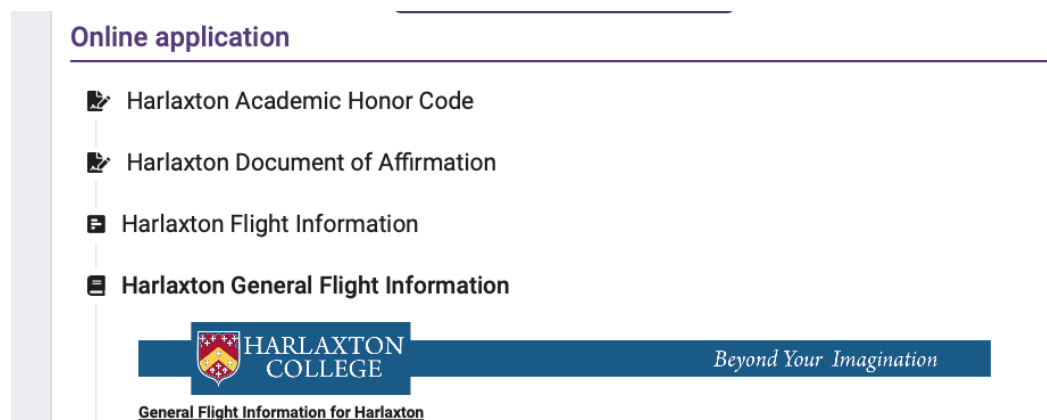 Online application
Harlaxton Academic Honor Code
Harlaxton Document of Affirmation
Harlaxton Flight Information
Harlaxton General Flight Information
HARLAXTON
COLLEGE
Beyond Your Imagination
General Flight Information for Harlaxton